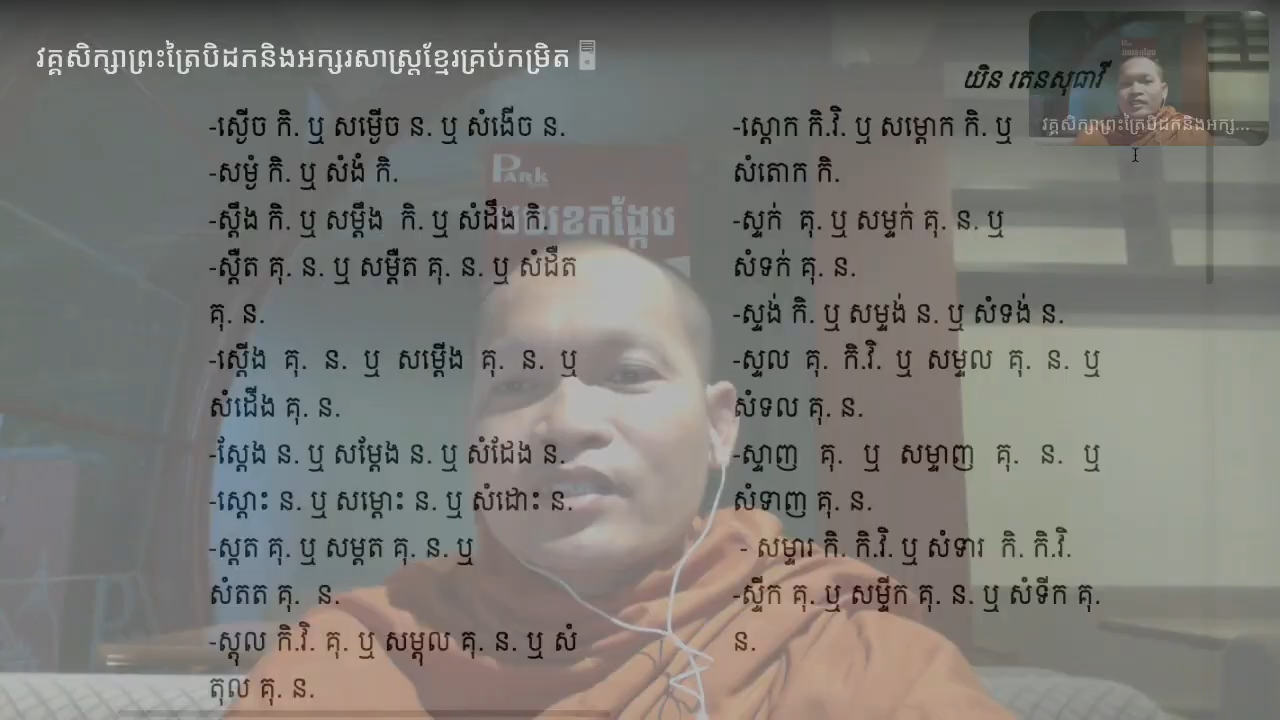 វគ្គសិក្សាព្រះត្រៃបិដកនិងអក្សរសាស្ត្រខ្មែរគ្រប់កម្រិត
យិន រតនសុធាវី
វគ្គសិក្សាព្រះត្រៃបិដកនិងអក្ស...
Park
-ស្ងើច កិ. ឬ សម្ងើច ន. ឬ សំងើច ន.
-សម្ងំ កិ. ឬ សំងំ កិ.
-ស្ដឹង កិ. ឬ សម្ដឹង កិ. ឬ សំដឹង កិ.
-ស្ដឺត គុ. ន. ឬ សម្ដឺត គុ. ន. ឬ សំដឺត
គុ. ន.
-ស្ដើង គុ. ន. ឬ សម្ដើង គុ. ន. ឬ
សំដើង គុ. ន.
-ស្ដែង ន. ឬ សម្ដែង ន. ឬ សំដែង ន.
-ស្ដោះ ន. ឬ សម្ដោះ ន. ឬ សំដោះ ន.
-ស្តត គុ. ឬ សម្តត គុ. ន. ឬ
សំតត គុ. ន.
-ស្តុល កិ.វិ. គុ. ឬ សម្តុល គុ. ន. ឬ សំ
តុល គុ. ន.
-ស្តោក កិ.វិ. ឬ សម្តោក កិ. ឬ
សំតោក កិ.
-ស្ទក់ គុ. ឬ សម្ទក់ គុ. ន. ឬ
សំទក់ គុ. ន.
-ស្ទង់ កិ. ឬ សម្ទង់ ន. ឬ សំទង់ ន.
-ស្ទល គុ. កិ.វិ. ឬ សម្ទល គុ. ន. ឬ
សំទល គុ. ន.
-ស្ទាញ គុ. ឬ សម្ទាញ គុ. ន. ឬ
សំទាញ គុ. ន.
- សម្ទារ កិ. កិ.វិ. ឬ សំទារ កិ. កិ.វិ.
-ស្ទីក គុ. ឬ សម្ទីក គុ. ន. ឬ សំទីក គុ.
ន.